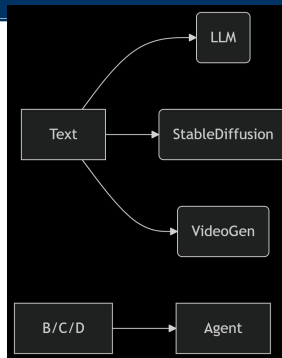 LLM
Text
StableDiffusion
VideoGen
B/C/D
Agent